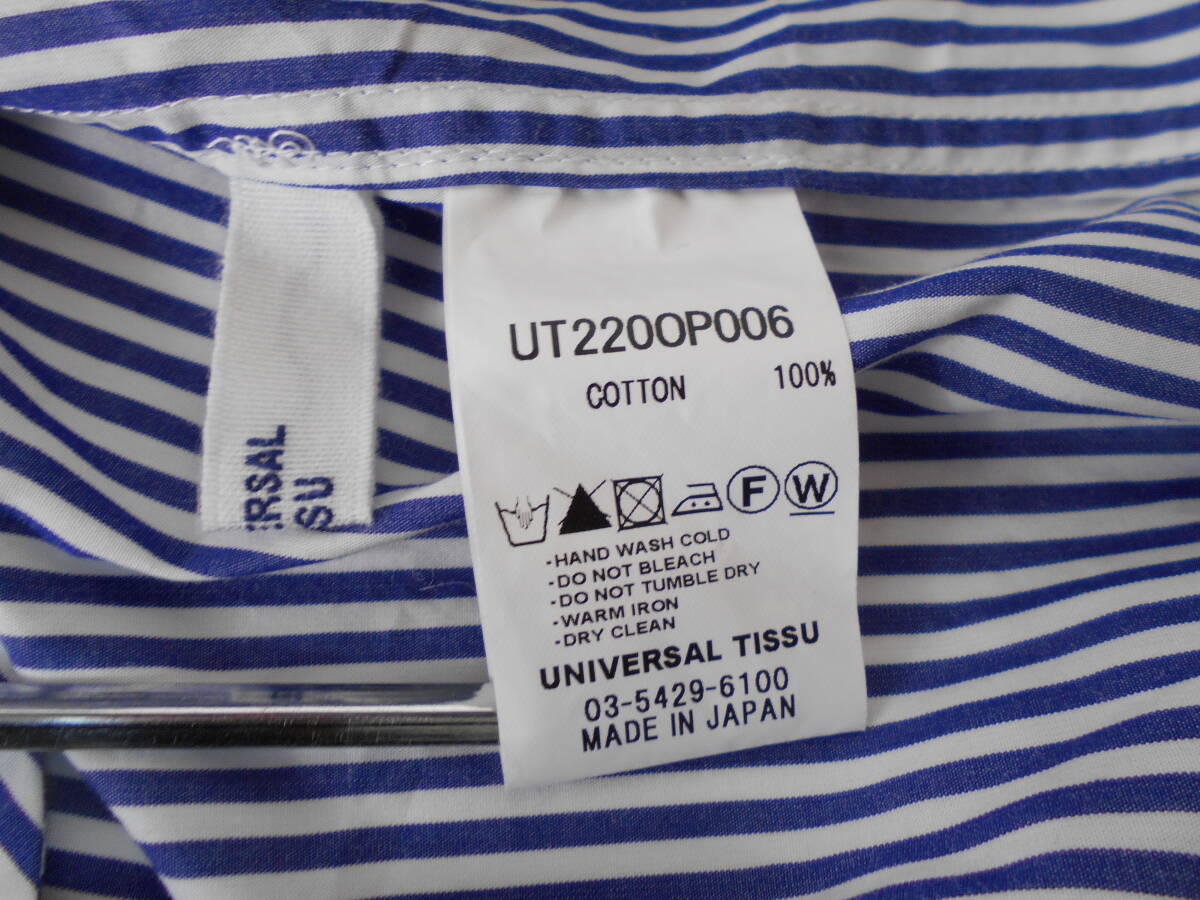 UT220OP006
COTTON 100%
F W
-HAND WASH COLD
-DO NOT BLEACH
-DO NOT TUMBLE DRY
-WARM IRON
-DRY CLEAN
UNIVERSAL TISSU
03-5429-6100
MADE IN JAPAN
ERSAL
SU